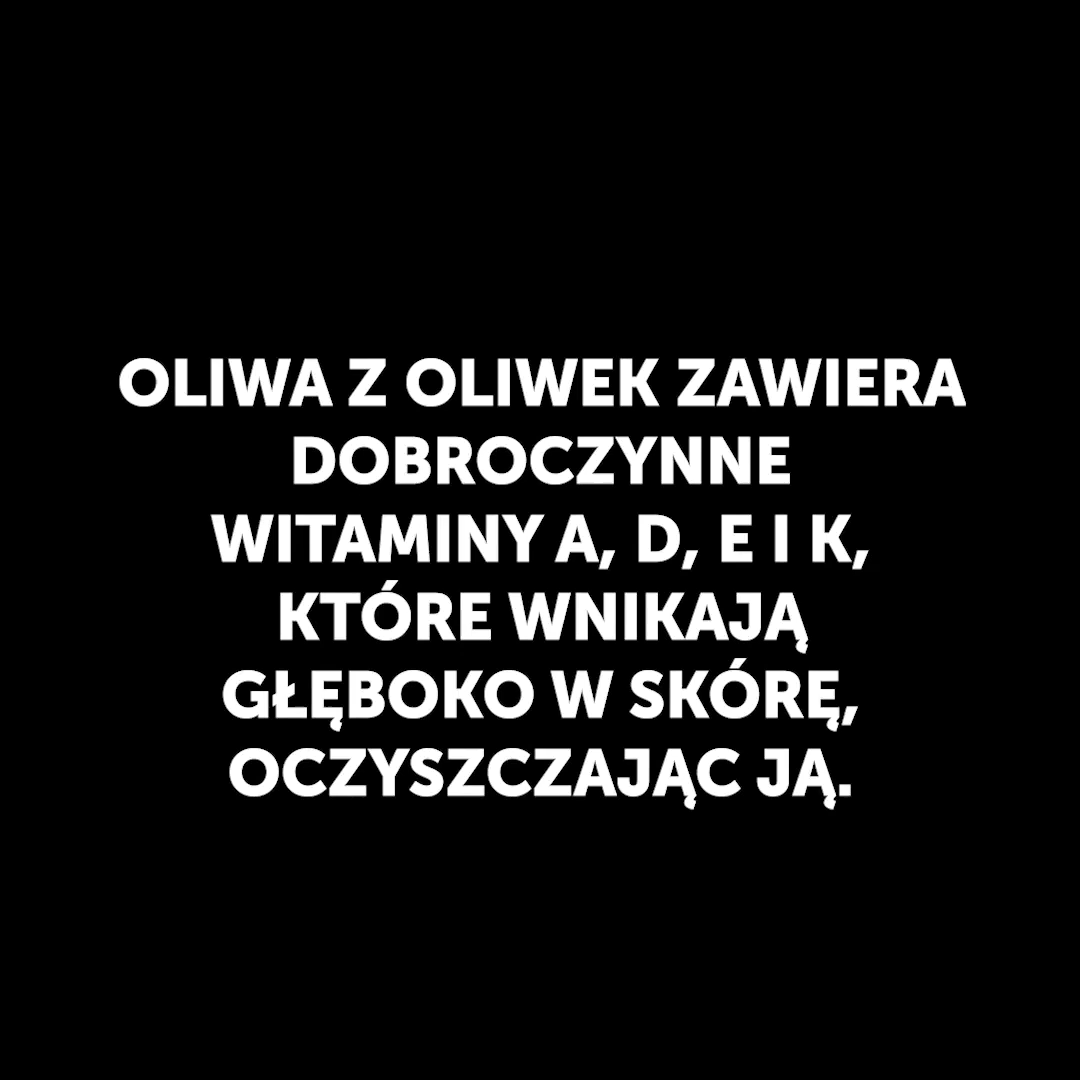 OLIWA Z OLIWEK ZAWIERA
DOBROCZYNNE
WITAMINY A, D, E I K,
KTÓRE WNIKAJĄ
GŁĘBOKO W SKÓRĘ,
OCZYSZCZAJĄC JĄ.